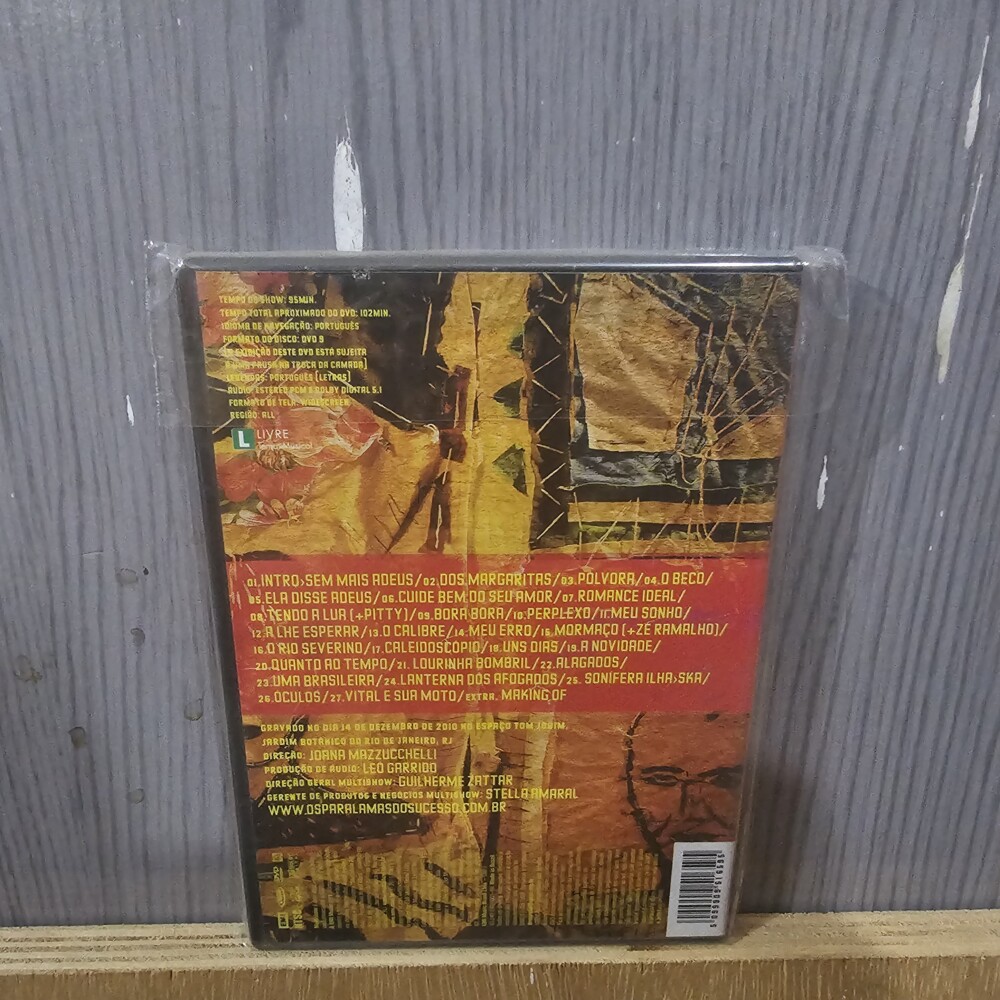 TEMPO DO SHOW: 95MIN.
TEMPO TOTAL APROXIMADO DO DVD: 102MIN.
IDIOMA DE NAVEGAÇÃO: PORTUGUÊS
FORMATO DO DISCO: DVD 9
EXIBIÇÃO DESTE DVD ESTÁ SUJEITA
A UMA PAUSA NA TROCA DA CAMADA]
LEGENDAS: PORTUGUÊS [LETRAS]
ÁUDIO: ESTÉREO PCM E DOLBY DIGITAL 5.1
FORMATO DE TELA: WIDESCREEN
REGIÃO: ALL
L LIVRE
01.INTRO>SEM MAIS ADEUS/02.DOS MARGARITAS/03.PÓLVORA/04.O BECO/
05.ELA DISSE ADEUS/06.CUIDE BEM DO SEU AMOR/07.ROMANCE IDEAL/
08.TENDO A LUA [+PITTY]/09.BORA BORA/10.PERPLEXO/11.MEU SONHO/
12.A LHE ESPERAR/13.O CALIBRE/14.MEU ERRO/15.MORMAÇO [+ZÉ RAMALHO]/
16.O RIO SEVERINO/17.CALEIDOSCÓPIO/18.UNS DIAS/19.A NOVIDADE/
20.QUANTO AO TEMPO/21. LOURINHA BOMBRIL/22.ALAGADOS/
23.UMA BRASILEIRA/24.LANTERNA DOS AFOGADOS/25. SONÍFERA ILHA>SKA/
26.ÓCULOS/27.VITAL E SUA MOTO/EXTRA. MAKING OF
GRAVADO NO DIA 14 DE DEZEMBRO DE 2010 NO ESPAÇO TOM JOBIM,
JARDIM BOTÂNICO DO RIO DE JANEIRO, RJ
DIREÇÃO: JOANA MAZZUCCHELLI
PRODUÇÃO DE ÁUDIO: LEO GARRIDO
DIREÇÃO GERAL MULTISHOW: GUILHERME ZATTAR
GERENTE DE PRODUTOS E NEGÓCIOS MULTISHOW: STELLA AMARAL
WWW.OSPARALAMASDOSUCESSO.COM.BR